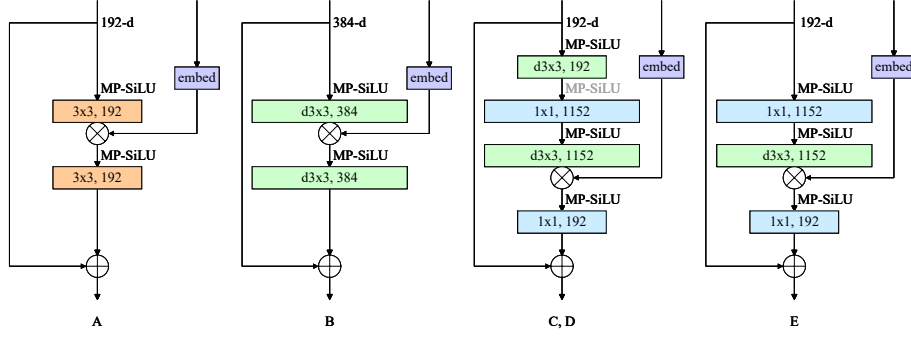 192-d
embed
MP-SiLU
3x3, 192
MP-SiLU
3x3, 192
A
384-d
embed
MP-SiLU
d3x3, 384
MP-SiLU
d3x3, 384
B
192-d
MP-SiLU
d3x3, 192
embed
MP-SiLU
1x1, 1152
MP-SiLU
d3x3, 1152
MP-SiLU
1x1, 192
C, D
192-d
embed
MP-SiLU
1x1, 1152
MP-SiLU
d3x3, 1152
MP-SiLU
1x1, 192
E